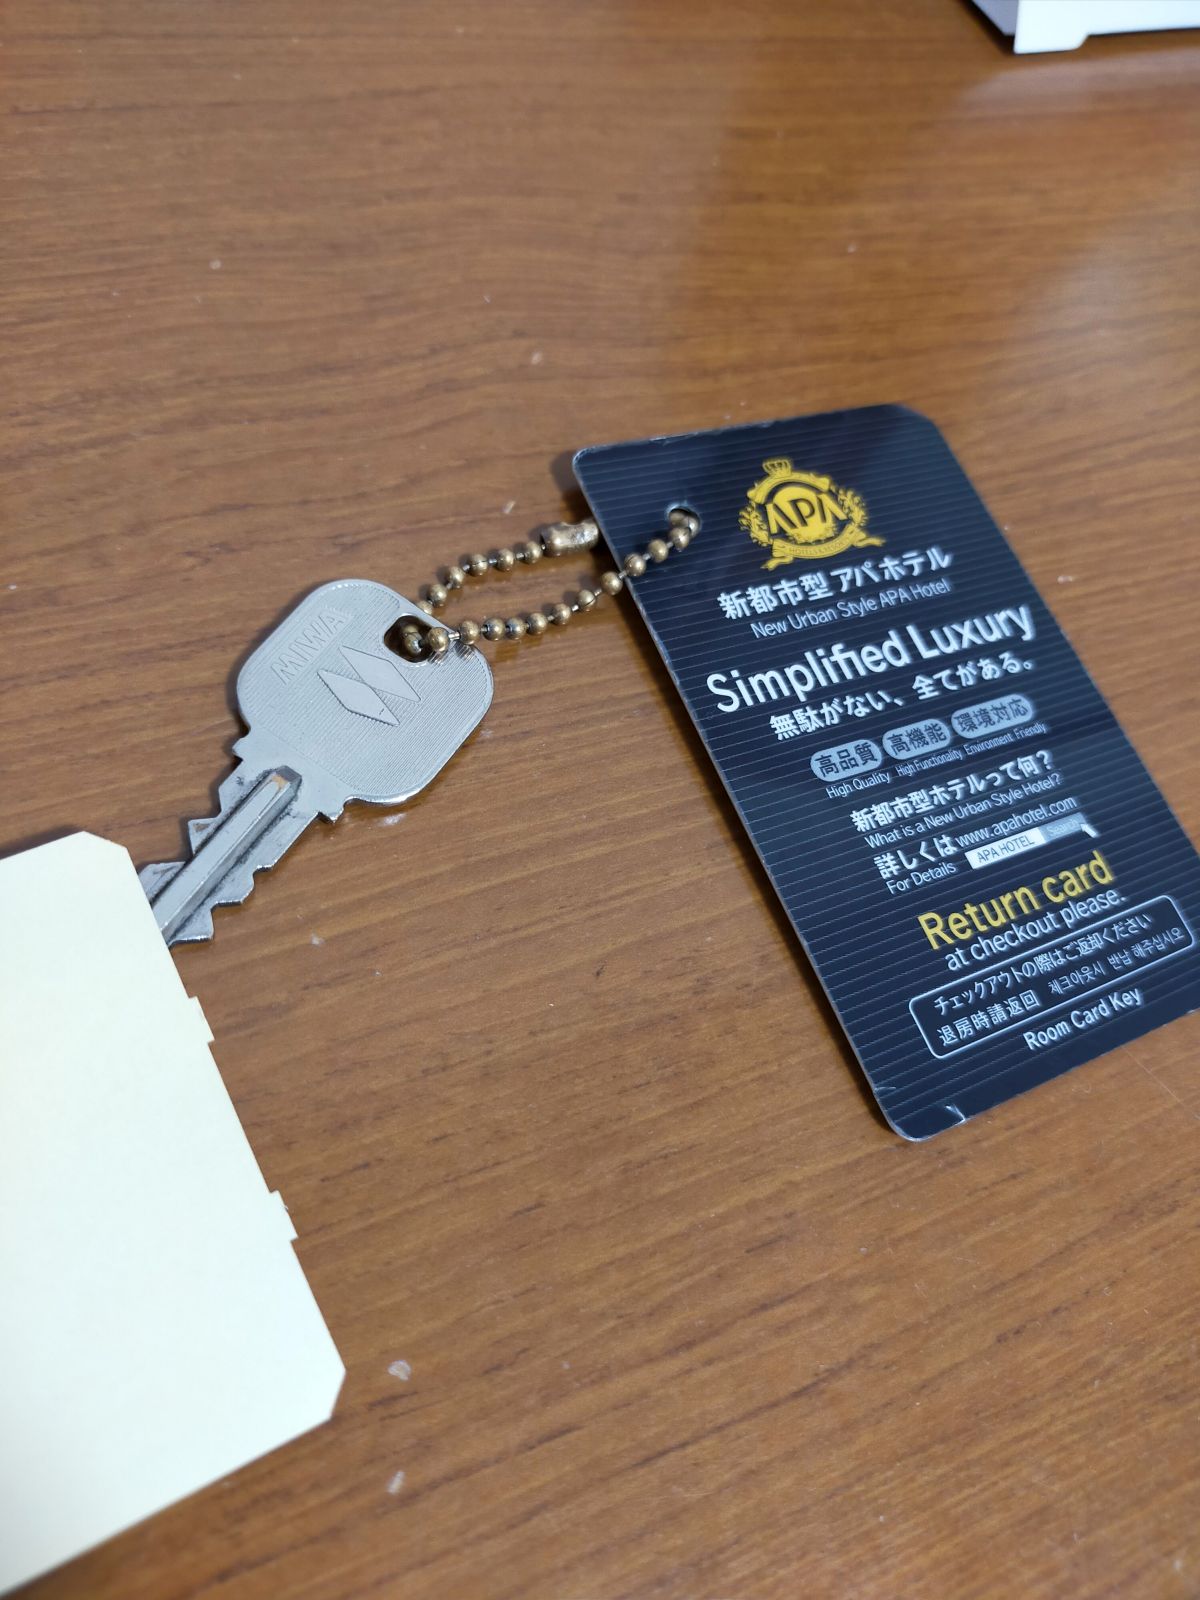 MIWA
APA
新都市型 アパホテル
New Urban Style APA Hotel
Simplified Luxury
無駄がない、全てがある。
高品質 高機能 環境対応
High Quality High Functionality Environment Friendly
新都市型ホテルって何？
What is a New Urban Style Hotel?
詳しくは www.apahotel.com
For Details APA HOTEL Search
Return card
at checkout please.
チェックアウトの際はご返却ください
退房時請返回 체크아웃시 반납 해주십시오
Room Card Key